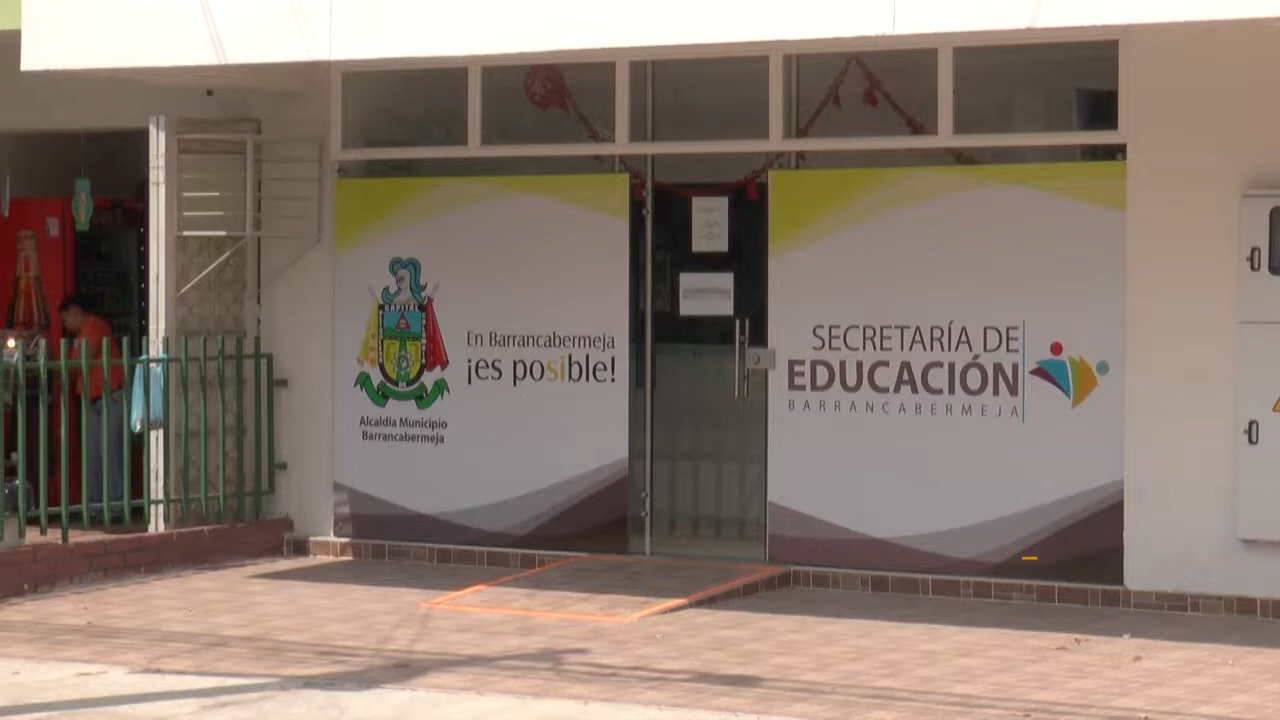 En Barrancabermeja
¡es posible!
Alcaldía Municipio
Barrancabermeja
SECRETARÍA DE
EDUCACIÓN
BARRANCABERMEJA